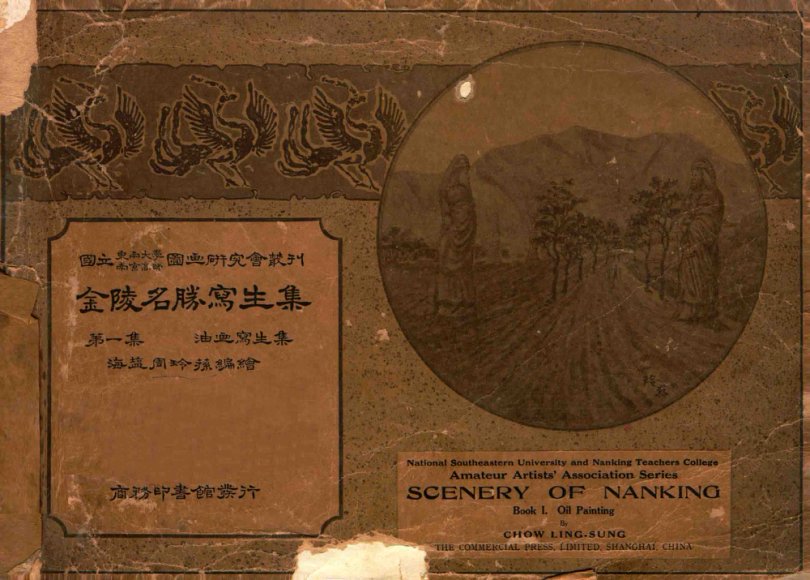 國立東南大學南京高師圖画研究會叢刊
金陵名勝寫生集
第一集 油画寫生集
海盐周玲蓀編繪
商務印書館業行
National Southeastern University and Nanking Teachers College
Amateur Artists' Association Series
SCENERY OF NANKING
Book I. Oil Painting
By
CHOW LING-SUNG
THE COMMERCIAL PRESS, LIMITED, SHANGHAI, CHINA